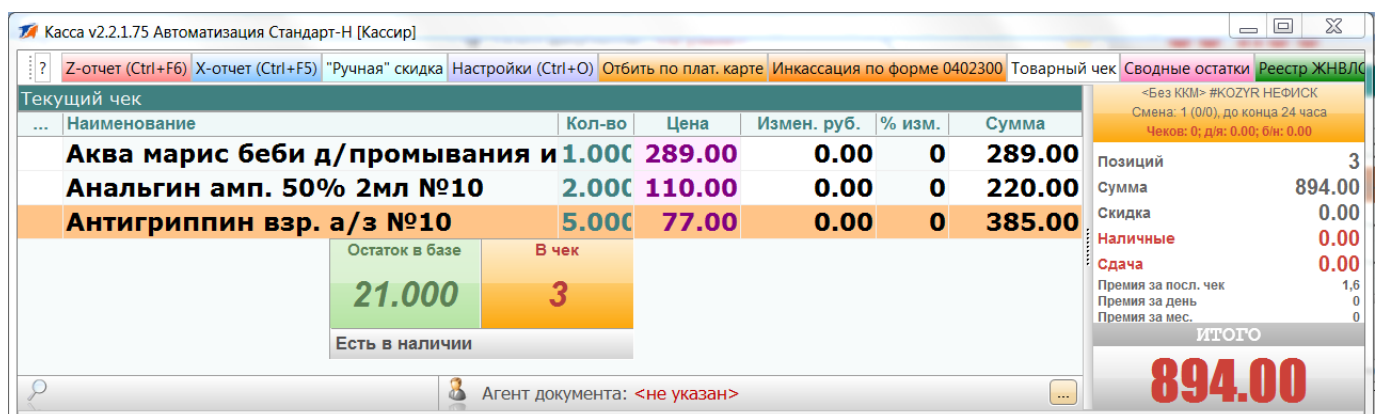 Касса v2.2.1.75 Автоматизация Стандарт-Н [Кассир]
? Z-отчет (Ctrl+F6) X-отчет (Ctrl+F5) "Ручная" скидка Настройки (Ctrl+O) Отбить по плат. карте Инкассация по форме 0402300 Товарный чек Сводные остатки Реестр ЖНВЛС
Текущий чек
... Наименование Кол-во Цена Измен. руб. % изм. Сумма
Аква марис беби д/промывания и 1.000 289.00 0.00 0 289.00
Анальгин амп. 50% 2мл №10 2.000 110.00 0.00 0 220.00
Антигриппин взр. а/з №10 5.000 77.00 0.00 0 385.00
Остаток в базе В чек
21.000 3
Есть в наличии
Агент документа: <не указан> ...
<Без ККМ> #KOZYR НЕФИСК
Смена: 1 (0/0), до конца 24 часа
Чеков: 0; д/я: 0.00; б/н: 0.00
Позиций 3
Сумма 894.00
Скидка 0.00
Наличные 0.00
Сдача 0.00
Премия за посл. чек 1,6
Премия за день 0
Премия за мес. 0
ИТОГО
894.00